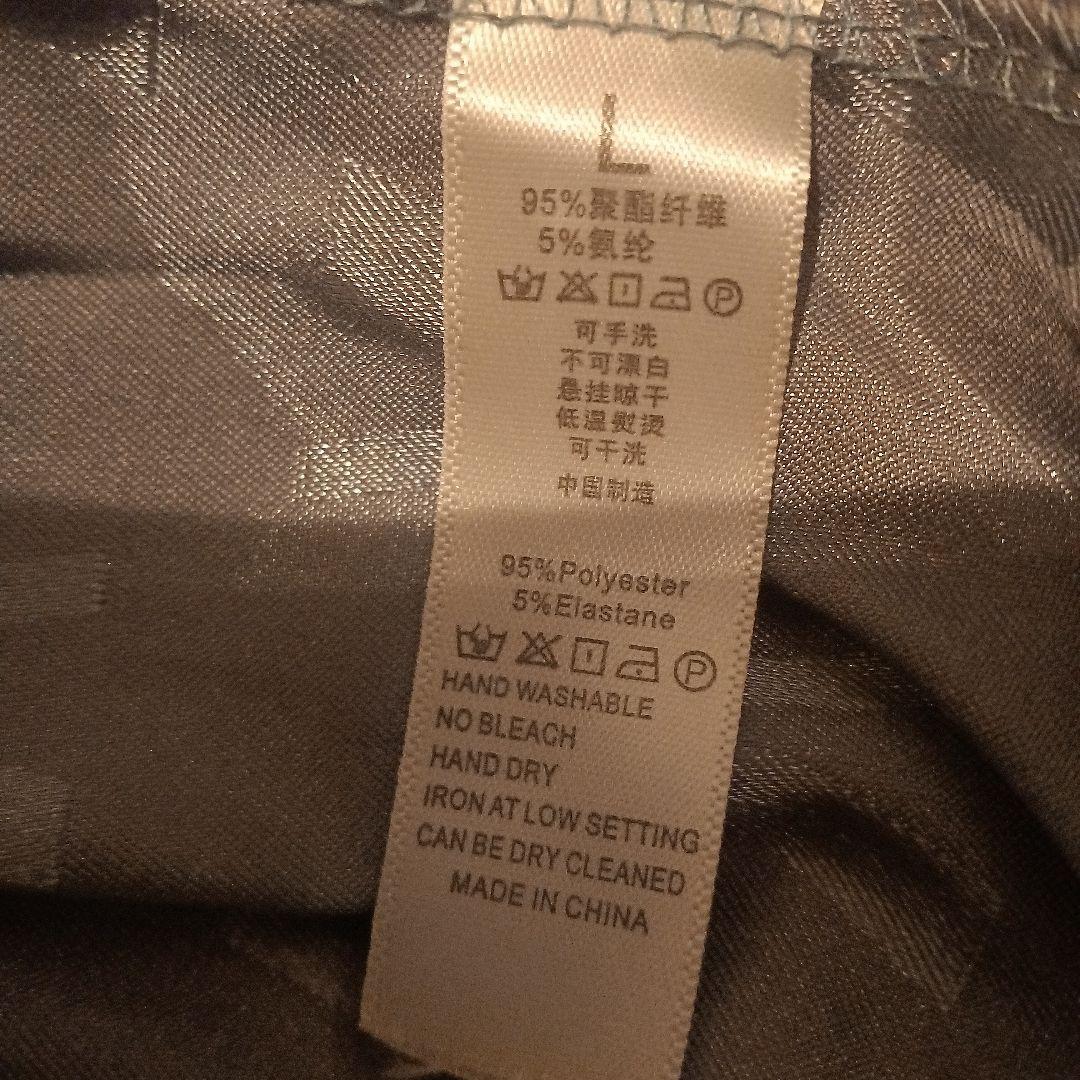 L
95%聚酯纤维
5%氨纶
P
可手洗
不可漂白
悬挂晾干
低温熨烫
可干洗
中国制造
95%Polyester
5%Elastane
P
HAND WASHABLE
NO BLEACH
HAND DRY
IRON AT LOW SETTING
CAN BE DRY CLEANED
MADE IN CHINA